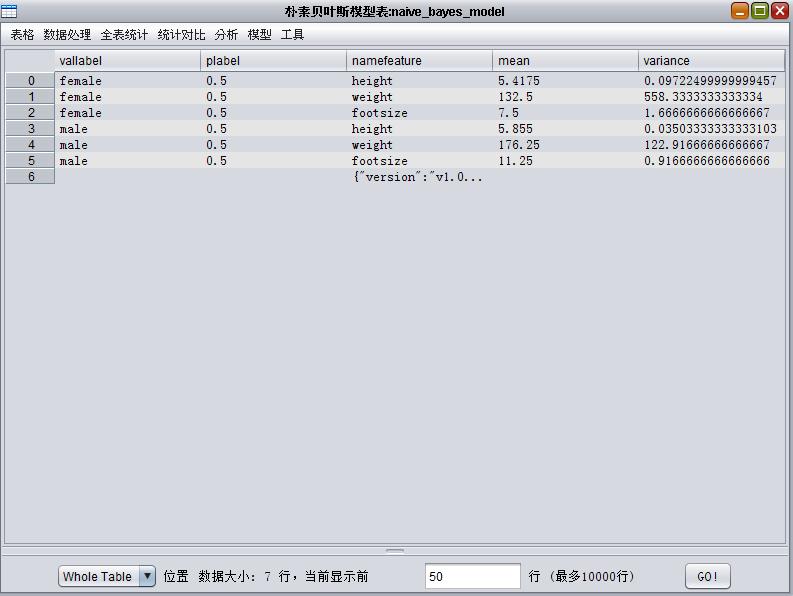 朴素贝叶斯模型表:naive_bayes_model
表格 数据处理 全表统计 统计对比 分析 模型 工具
vallabel plabel namefeature mean variance
0 female 0.5 height 5.4175 0.09722499999999457
1 female 0.5 weight 132.5 558.3333333333334
2 female 0.5 footsize 7.5 1.6666666666666667
3 male 0.5 height 5.855 0.03503333333333103
4 male 0.5 weight 176.25 122.91666666666667
5 male 0.5 footsize 11.25 0.9166666666666666
6 {"version":"v1.0...
Whole Table 位置 数据大小: 7 行，当前显示前 50 行 (最多10000行) GO!